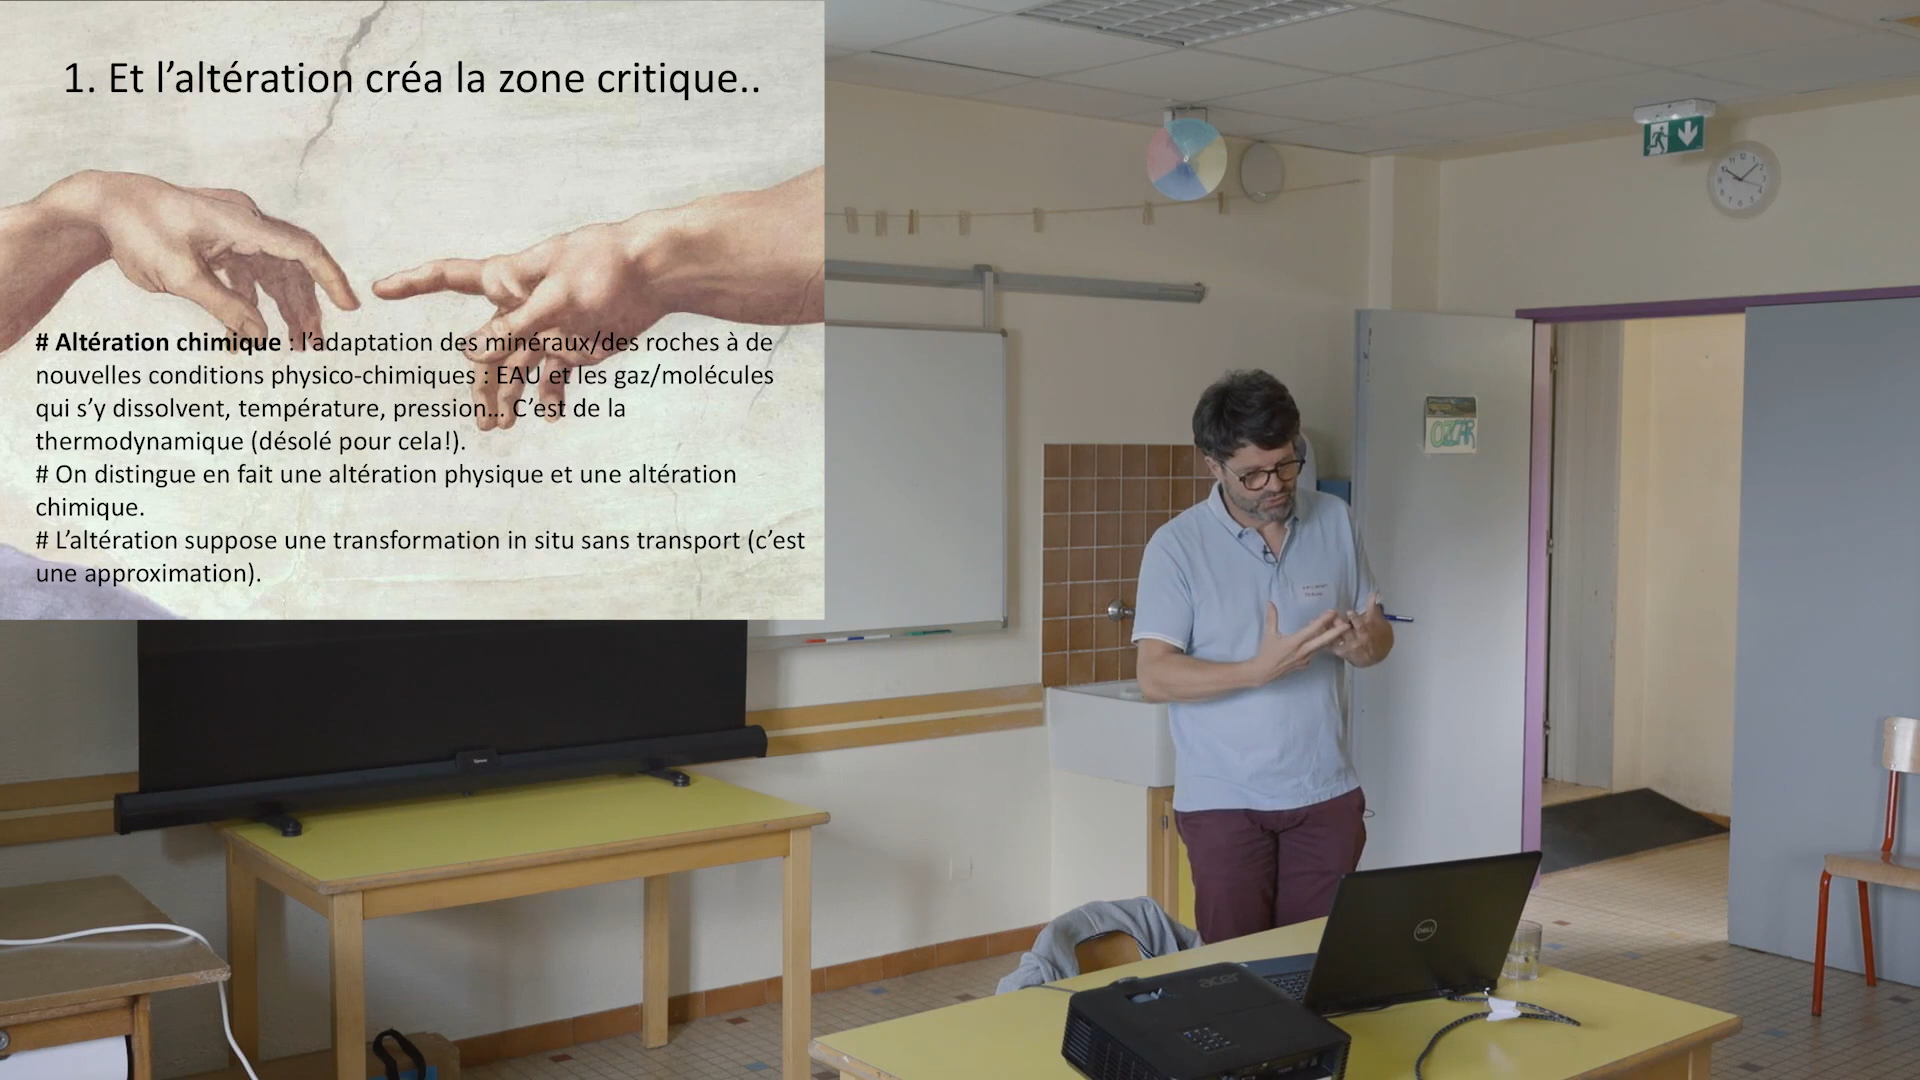 1. Et l’altération créa la zone critique..
# Altération chimique : l’adaptation des minéraux/des roches à de
nouvelles conditions physico-chimiques : EAU et les gaz/molécules
qui s’y dissolvent, température, pression… C’est de la
thermodynamique (désolé pour cela!).
# On distingue en fait une altération physique et une altération
chimique.
# L’altération suppose une transformation in situ sans transport (c’est
une approximation).
OZCAR
DELL
acer